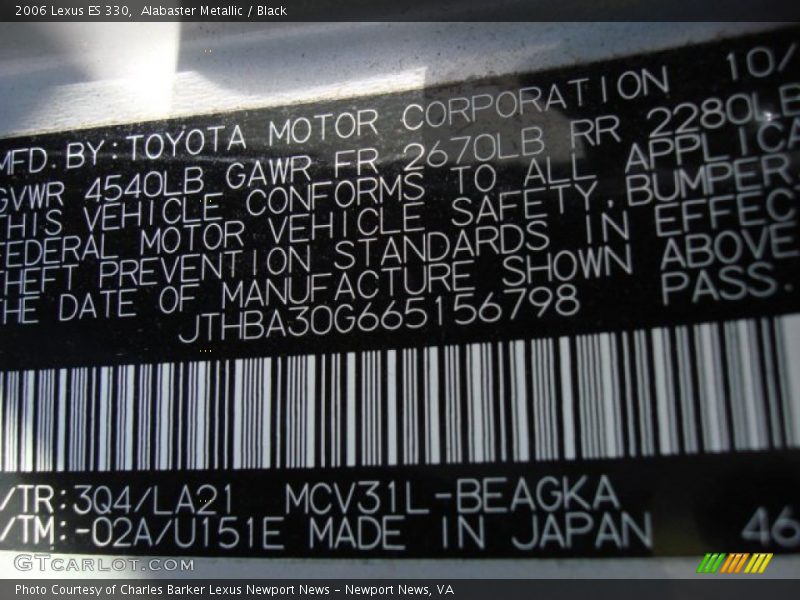 2006 Lexus ES 330, Alabaster Metallic / Black
MFD. BY: TOYOTA MOTOR CORPORATION 10/
GVWR 4540LB GAWR FR 2670LB RR 2280LB
THIS VEHICLE CONFORMS TO ALL APPLICA
FEDERAL MOTOR VEHICLE SAFETY, BUMPER,
THEFT PREVENTION STANDARDS IN EFFEC
THE DATE OF MANUFACTURE SHOWN ABOVE
JTHBA30G665156798 PASS.
/TR: 3Q4/LA21 MCV31L-BEAGKA
/TM: -02A/U151E MADE IN JAPAN 46
GTCARLOT.COM
Photo Courtesy of Charles Barker Lexus Newport News - Newport News, VA